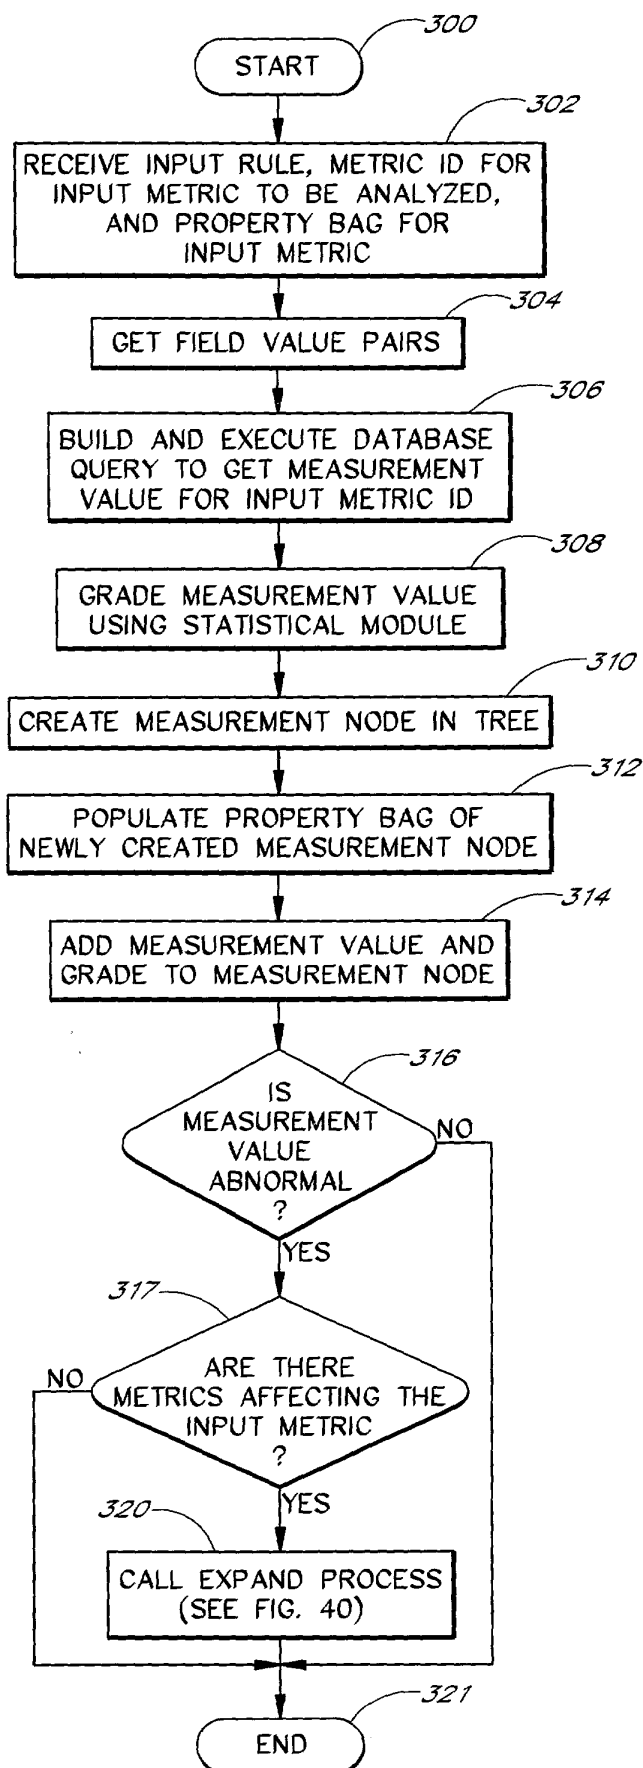 300
START
302
RECEIVE INPUT RULE, METRIC ID FOR
INPUT METRIC TO BE ANALYZED,
AND PROPERTY BAG FOR
INPUT METRIC
304
GET FIELD VALUE PAIRS
306
BUILD AND EXECUTE DATABASE
QUERY TO GET MEASUREMENT
VALUE FOR INPUT METRIC ID
308
GRADE MEASUREMENT VALUE
USING STATISTICAL MODULE
310
CREATE MEASUREMENT NODE IN TREE
312
POPULATE PROPERTY BAG OF
NEWLY CREATED MEASUREMENT NODE
314
ADD MEASUREMENT VALUE AND
GRADE TO MEASUREMENT NODE
316
IS
MEASUREMENT
VALUE
ABNORMAL
?
NO
YES
317
ARE THERE
METRICS AFFECTING THE
INPUT METRIC
?
NO
YES
320
CALL EXPAND PROCESS
(SEE FIG. 40)
321
END